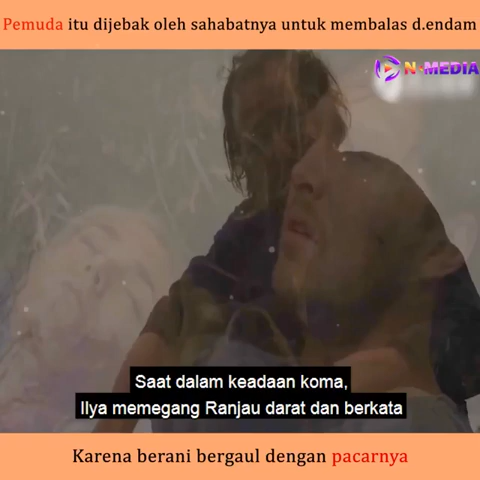 Pemuda itu dijebak oleh sahabatnya untuk membalas d.endam
N-MEDIA
Saat dalam keadaan koma,
Ilya memegang Ranjau darat dan berkata
Karena berani bergaul dengan pacarnya